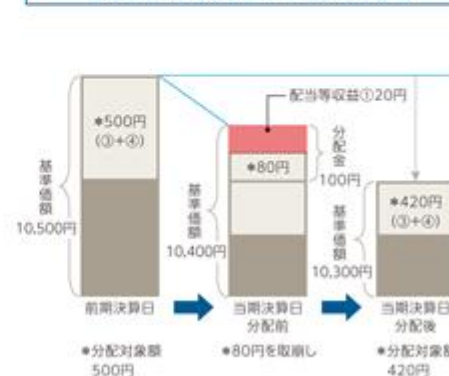 配当等収益①20円
*500円
(③+④)
分配金
100円
*80円
基準価額
10,500円
基準価額
10,400円
基準価額
10,300円
*420円
(③+④)
前期決算日
当期決算日
分配前
当期決算日
分配後
*分配対象額
500円
*80円を取崩し
*分配対象額
420円